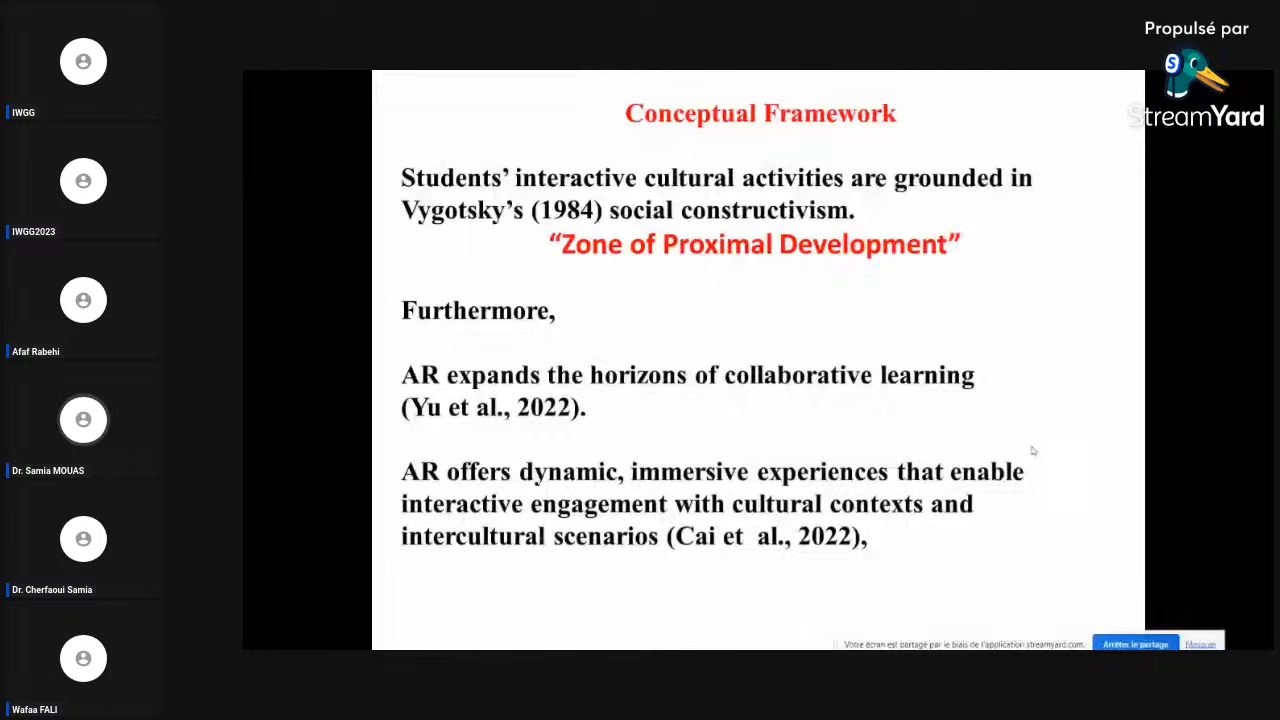 Propulsé par
StreamYard
IWGG
IWGG2023
Afaf Rabehi
Dr. Samia MOUAS
Dr. Cherfaoui Samia
Wafaa FALI
Conceptual Framework
Students’ interactive cultural activities are grounded in
Vygotsky’s (1984) social constructivism.
“Zone of Proximal Development”
Furthermore,
AR expands the horizons of collaborative learning
(Yu et al., 2022).
AR offers dynamic, immersive experiences that enable
interactive engagement with cultural contexts and
intercultural scenarios (Cai et al., 2022),
Votre écran est partagé par le biais de l'application streamyard.com.
Arrêter le partage
Masquer